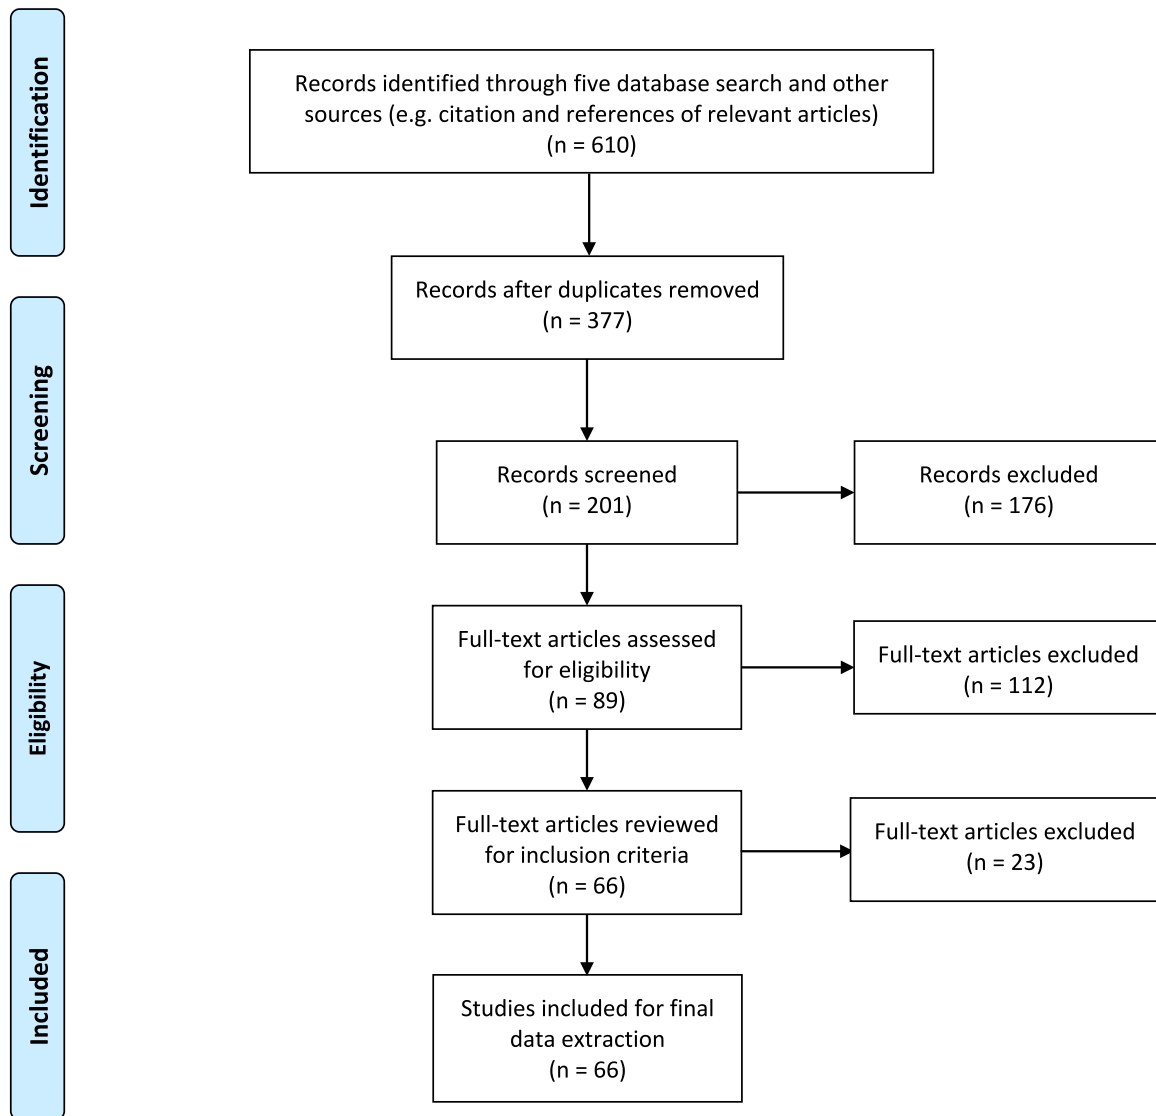 Identification
Records identified through five database search and other
sources (e.g. citation and references of relevant articles)
(n = 610)
Records after duplicates removed
(n = 377)
Screening
Records screened
(n = 201)
Records excluded
(n = 176)
Eligibility
Full-text articles assessed
for eligibility
(n = 89)
Full-text articles excluded
(n = 112)
Full-text articles reviewed
for inclusion criteria
(n = 66)
Full-text articles excluded
(n = 23)
Included
Studies included for final
data extraction
(n = 66)